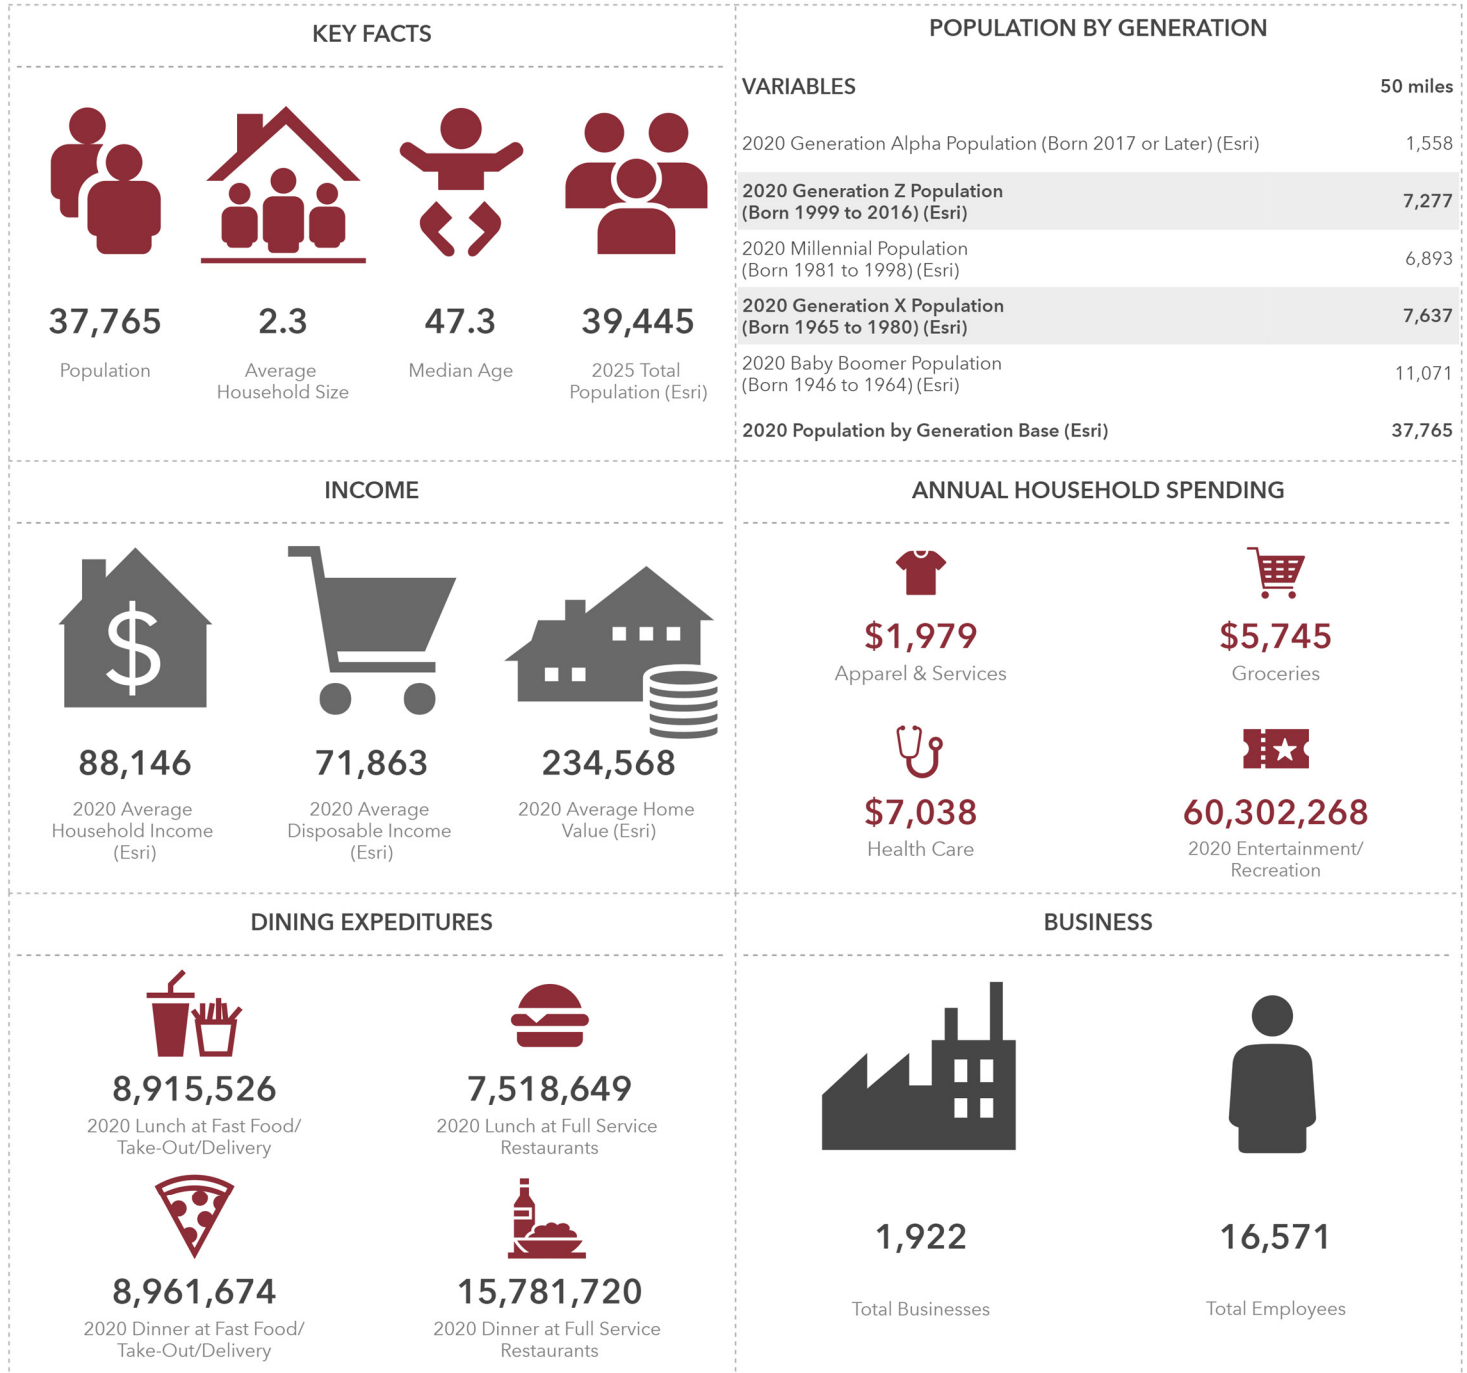 KEY FACTS
37,765
Population
2.3
Average
Household Size
47.3
Median Age
39,445
2025 Total
Population (Esri)
POPULATION BY GENERATION
VARIABLES 50 miles
2020 Generation Alpha Population (Born 2017 or Later) (Esri) 1,558
2020 Generation Z Population
(Born 1999 to 2016) (Esri) 7,277
2020 Millennial Population
(Born 1981 to 1998) (Esri) 6,893
2020 Generation X Population
(Born 1965 to 1980) (Esri) 7,637
2020 Baby Boomer Population
(Born 1946 to 1964) (Esri) 11,071
2020 Population by Generation Base (Esri) 37,765
INCOME
$
88,146
2020 Average
Household Income
(Esri)
71,863
2020 Average
Disposable Income
(Esri)
234,568
2020 Average Home
Value (Esri)
ANNUAL HOUSEHOLD SPENDING
$1,979
Apparel & Services
$5,745
Groceries
$7,038
Health Care
60,302,268
2020 Entertainment/
Recreation
DINING EXPEDITURES
8,915,526
2020 Lunch at Fast Food/
Take-Out/Delivery
7,518,649
2020 Lunch at Full Service
Restaurants
8,961,674
2020 Dinner at Fast Food/
Take-Out/Delivery
15,781,720
2020 Dinner at Full Service
Restaurants
BUSINESS
1,922
Total Businesses
16,571
Total Employees